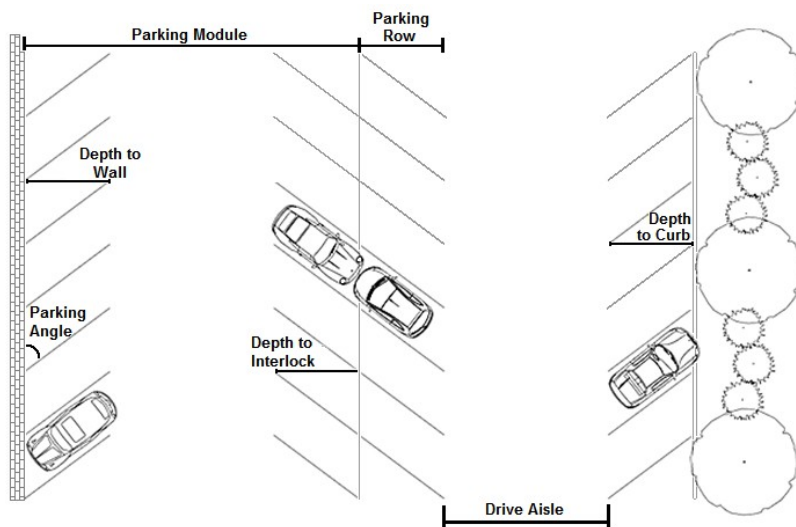 Parking Module
Parking
Row
Depth to
Wall
Depth
to Curb
Parking
Angle
Depth to
Interlock
Drive Aisle